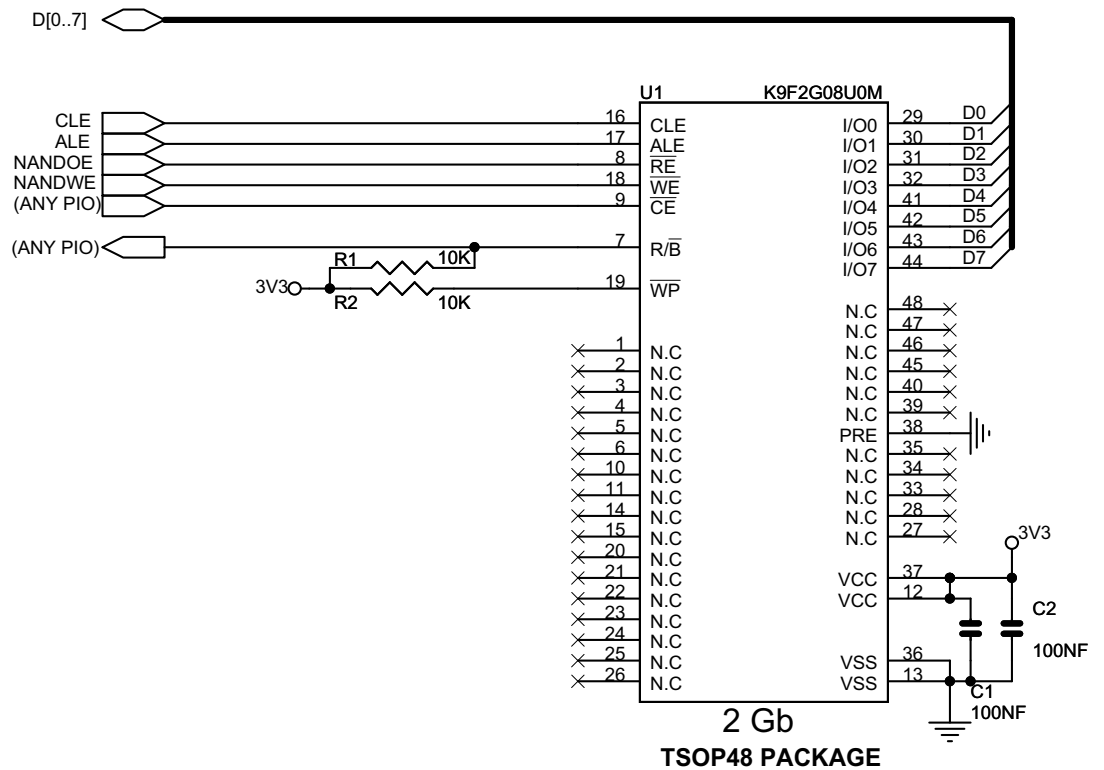 D[0..7]
U1 K9F2G08U0M
CLE 16 CLE I/O0 29 D0
ALE 17 ALE I/O1 30 D1
NANDOE 8 RE I/O2 31 D2
NANDWE 18 WE I/O3 32 D3
(ANY PIO) 9 CE I/O4 41 D4
I/O5 42 D5
(ANY PIO) 7 R/B I/O6 43 D6
R1 10K I/O7 44 D7
3V3 19 WP
R2 10K
N.C 48
N.C 47
1 N.C N.C 46
2 N.C N.C 45
3 N.C N.C 40
4 N.C N.C 39
5 N.C PRE 38
6 N.C N.C 35
10 N.C N.C 34
11 N.C N.C 33
14 N.C N.C 28
15 N.C N.C 27
3V3
20 N.C
21 N.C VCC 37
22 N.C VCC 12
23 N.C C2
24 N.C 100NF
25 N.C VSS 36
26 N.C VSS 13
C1
100NF
2 Gb
TSOP48 PACKAGE